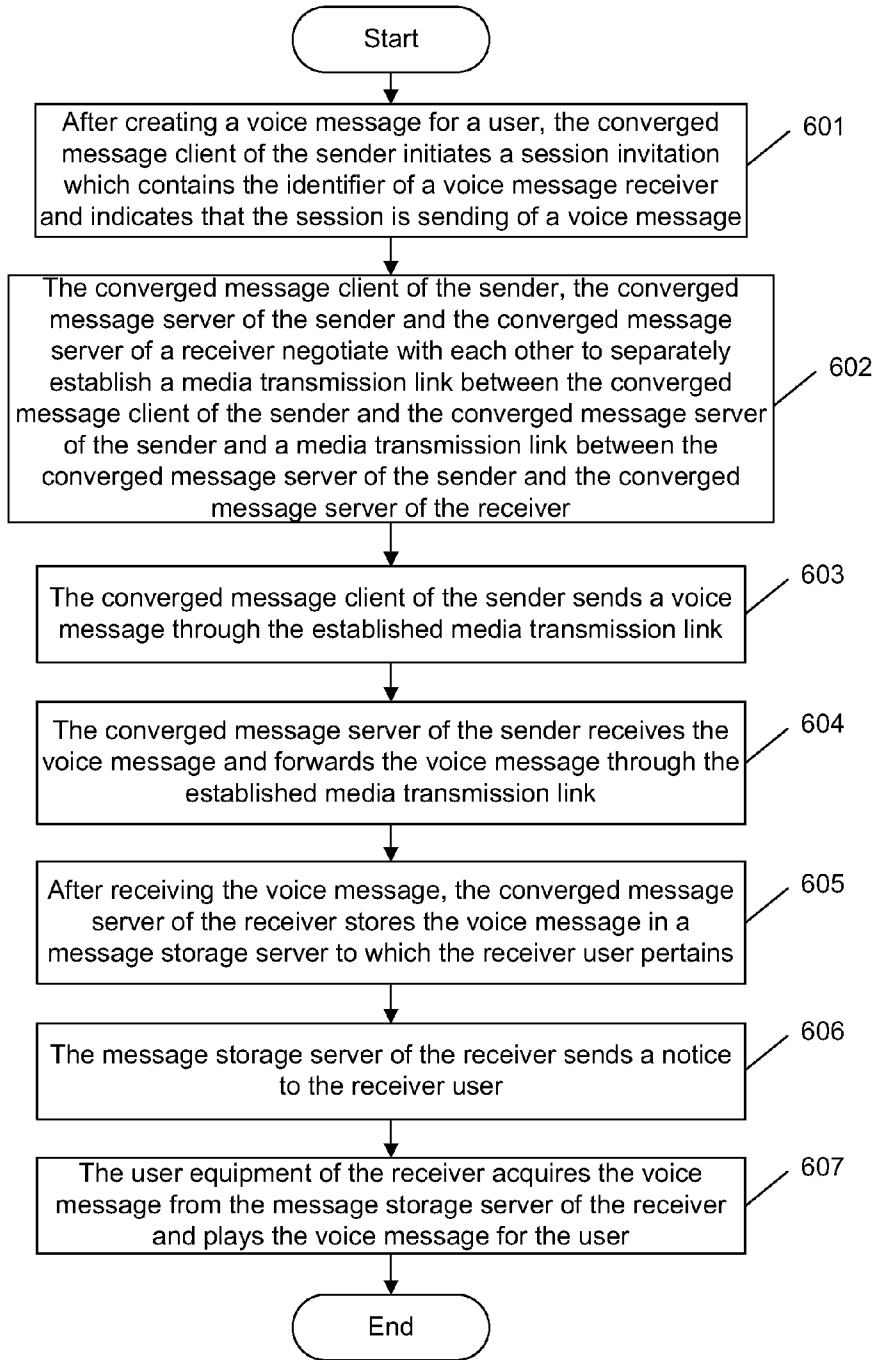 Start
After creating a voice message for a user, the converged
message client of the sender initiates a session invitation
which contains the identifier of a voice message receiver
and indicates that the session is sending of a voice message
601
The converged message client of the sender, the converged
message server of the sender and the converged message
server of a receiver negotiate with each other to separately
establish a media transmission link between the converged
message client of the sender and the converged message server
of the sender and a media transmission link between the
converged message server of the sender and the converged
message server of the receiver
602
The converged message client of the sender sends a voice
message through the established media transmission link
603
The converged message server of the sender receives the
voice message and forwards the voice message through the
established media transmission link
604
After receiving the voice message, the converged message
server of the receiver stores the voice message in a
message storage server to which the receiver user pertains
605
The message storage server of the receiver sends a notice
to the receiver user
606
The user equipment of the receiver acquires the voice
message from the message storage server of the receiver
and plays the voice message for the user
607
End